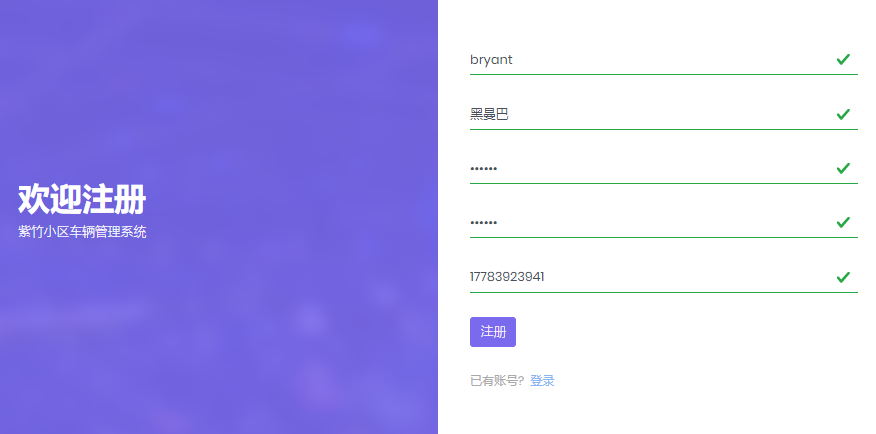 欢迎注册
紫竹小区车辆管理系统
bryant
黑曼巴
••••••
••••••
17783923941
注册
已有账号? 登录